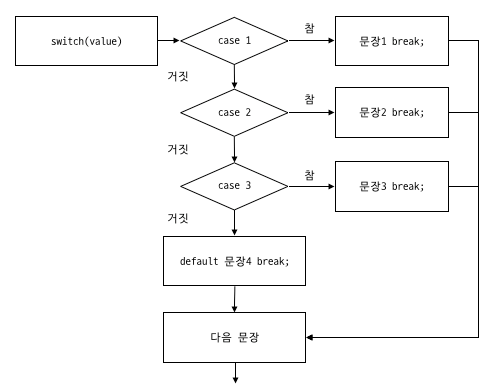 switch(value)
case 1
참
문장1 break;
거짓
case 2
참
문장2 break;
거짓
case 3
참
문장3 break;
거짓
default 문장4 break;
다음 문장